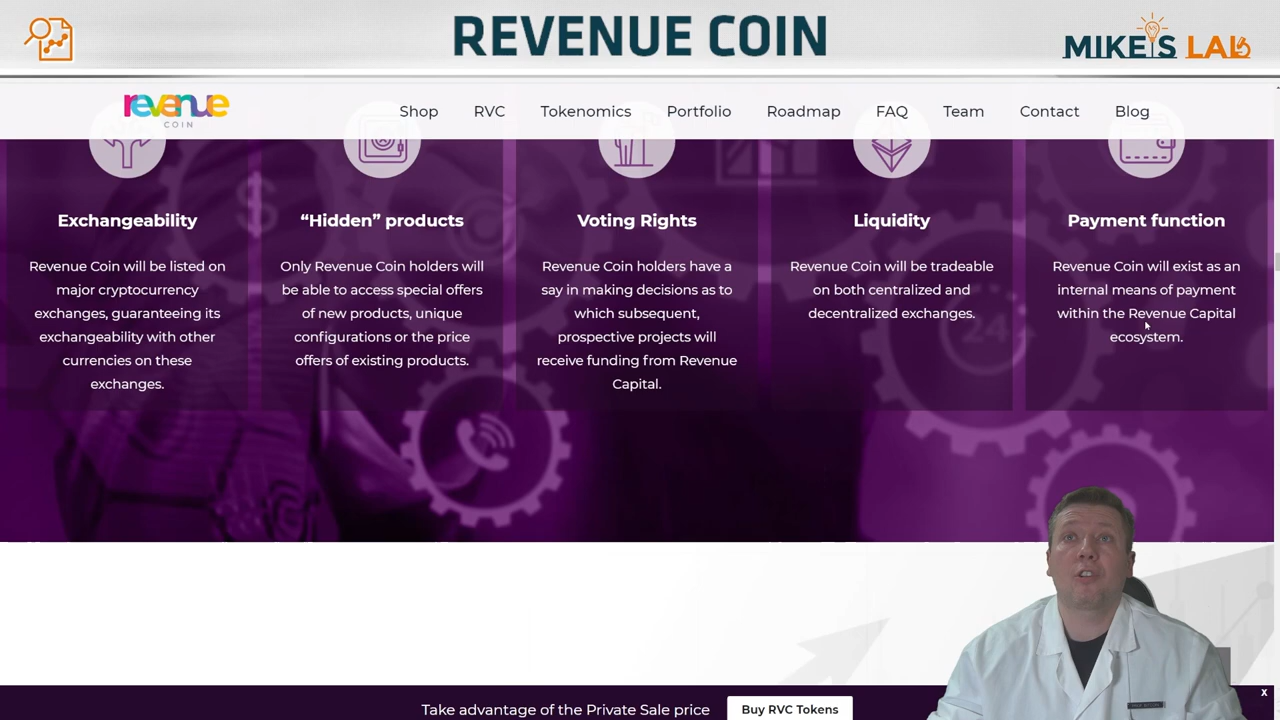 REVENUE COIN
MIKE'S LAB
revenue
COIN
Shop RVC Tokenomics Portfolio Roadmap FAQ Team Contact Blog
Exchangeability
Revenue Coin will be listed on
major cryptocurrency
exchanges, guaranteeing its
exchangeability with other
currencies on these
exchanges.
“Hidden” products
Only Revenue Coin holders will
be able to access special offers
of new products, unique
configurations or the price
offers of existing products.
Voting Rights
Revenue Coin holders have a
say in making decisions as to
which subsequent,
prospective projects will
receive funding from Revenue
Capital.
Liquidity
Revenue Coin will be tradeable
on both centralized and
decentralized exchanges.
Payment function
Revenue Coin will exist as an
internal means of payment
within the Revenue Capital
ecosystem.
24
Take advantage of the Private Sale price
Buy RVC Tokens
x